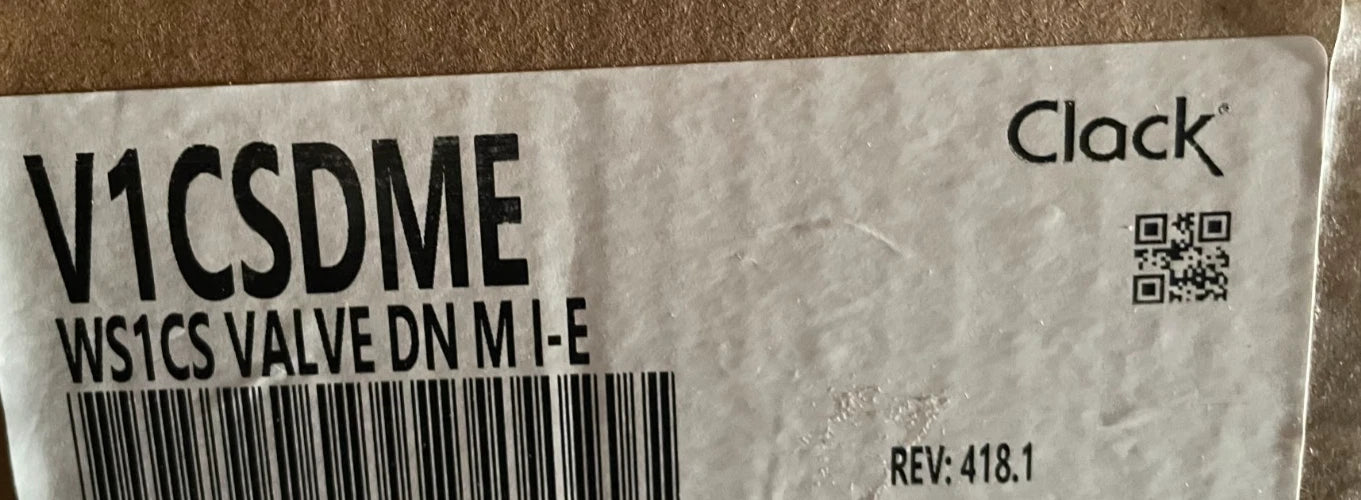 Clack®
V1CSDME
WS1CS VALVE DN M I-E
REV: 418.1